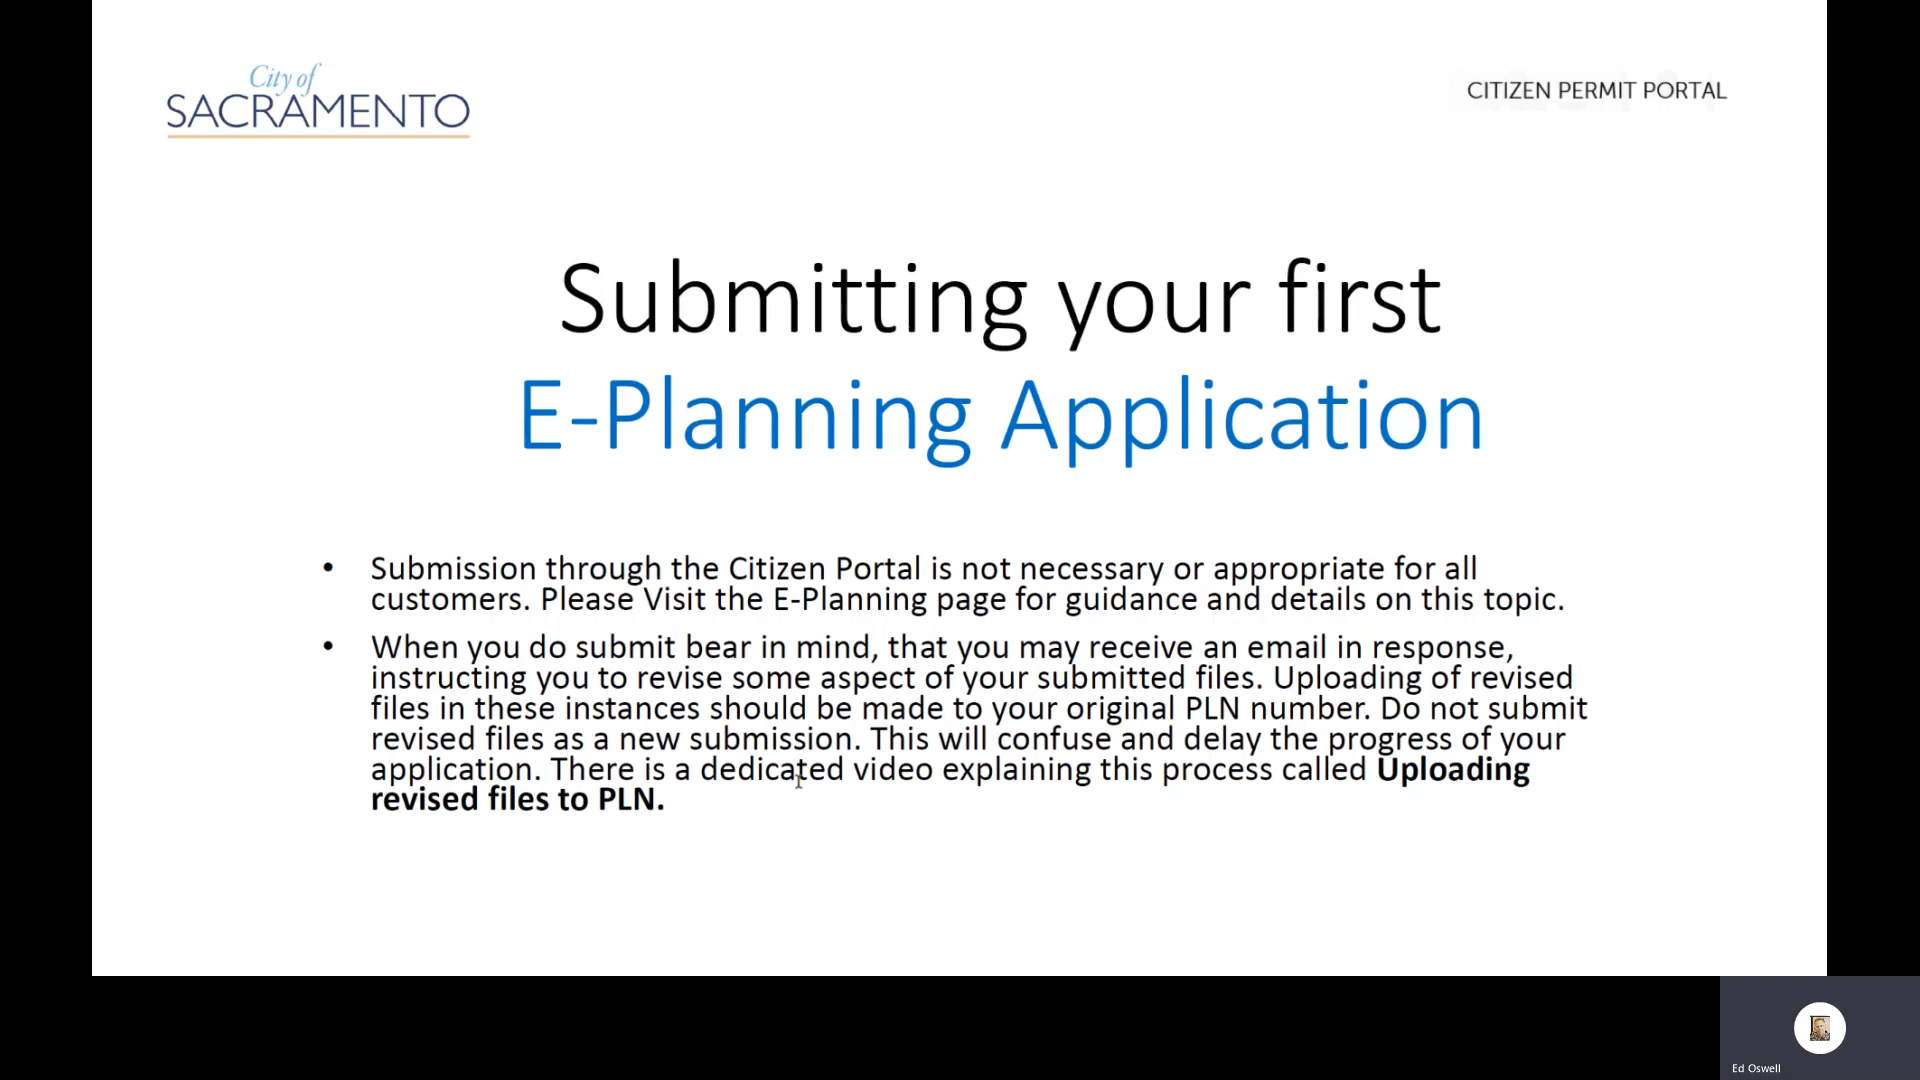 City of
SACRAMENTO
CITIZEN PERMIT PORTAL
Submitting your first
E-Planning Application
• Submission through the Citizen Portal is not necessary or appropriate for all
customers. Please Visit the E-Planning page for guidance and details on this topic.
• When you do submit bear in mind, that you may receive an email in response,
instructing you to revise some aspect of your submitted files. Uploading of revised
files in these instances should be made to your original PLN number. Do not submit
revised files as a new submission. This will confuse and delay the progress of your
application. There is a dedicated video explaining this process called Uploading
revised files to PLN.
Ed Oswell